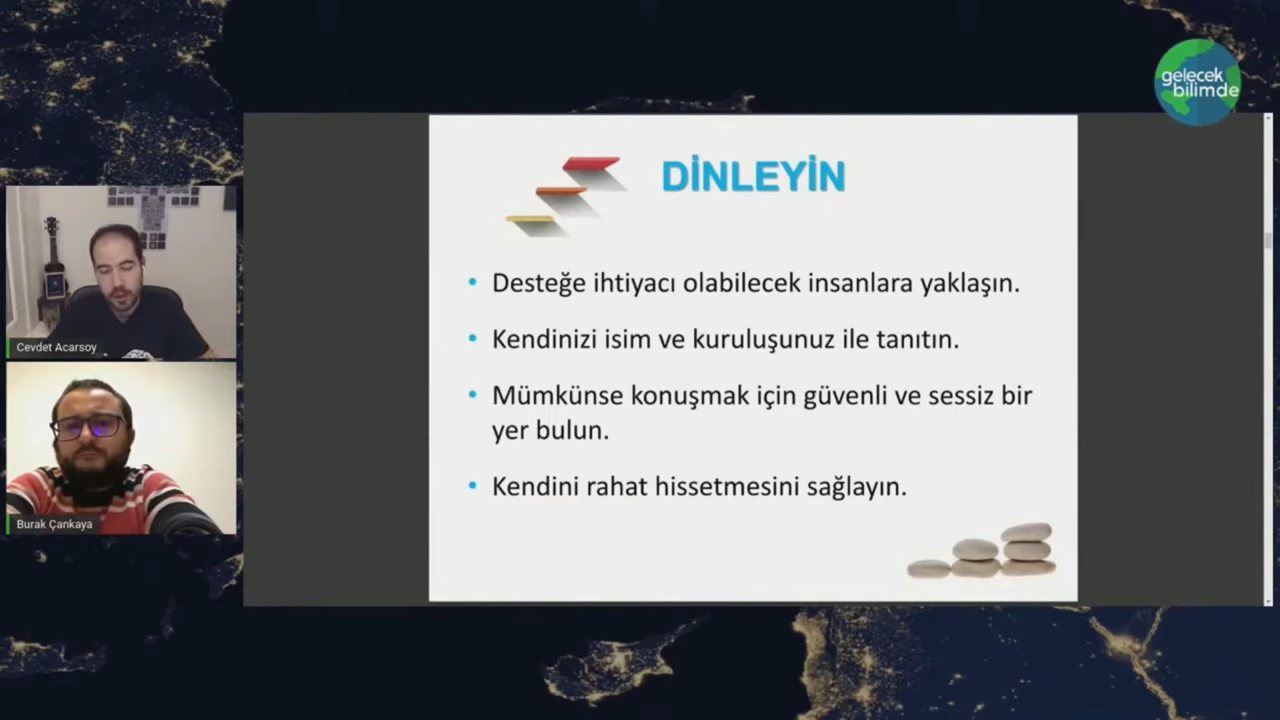 gelecek
bilimde
DİNLEYİN
• Desteğe ihtiyacı olabilecek insanlara yaklaşın.
• Kendinizi isim ve kuruluşunuz ile tanıtın.
• Mümkünse konuşmak için güvenli ve sessiz bir
yer bulun.
• Kendini rahat hissetmesini sağlayın.
Cevdet Acarsoy
Burak Çankaya